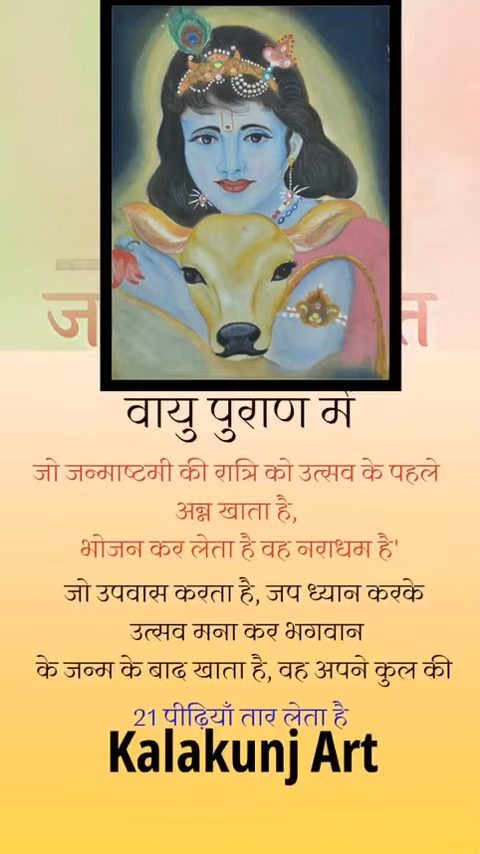 वायु पुराण में
जो जन्माष्टमी की रात्रि को उत्सव के पहले
अन्न खाता है,
भोजन कर लेता है वह नराधम है'
जो उपवास करता है, जप ध्यान करके
उत्सव मना कर भगवान
के जन्म के बाद खाता है, वह अपने कुल की
21 पीढ़ियाँ तार लेता है
Kalakunj Art